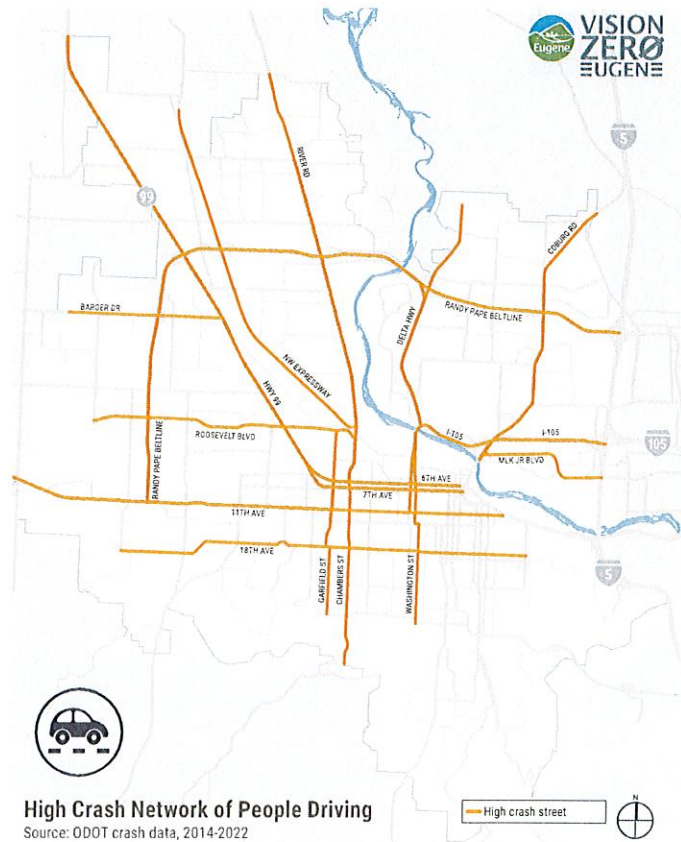 VISION
ZERØ
EUGENE
Eugene
5
RIVER RD
99
COBURG RD
BARGER DR
DELTA HWY
RANDY PAPE BELTLINE
NW EXPRESSWAY
HWY 99
ROOSEVELT BLVD
I-105
I-105
105
MLK JR BLVD
RANDY PAPE BELTLINE
6TH AVE
7TH AVE
11TH AVE
18TH AVE
GARFIELD ST
CHAMBERS ST
WASHINGTON ST
5
High Crash Network of People Driving
Source: ODOT crash data, 2014-2022
High crash street
N